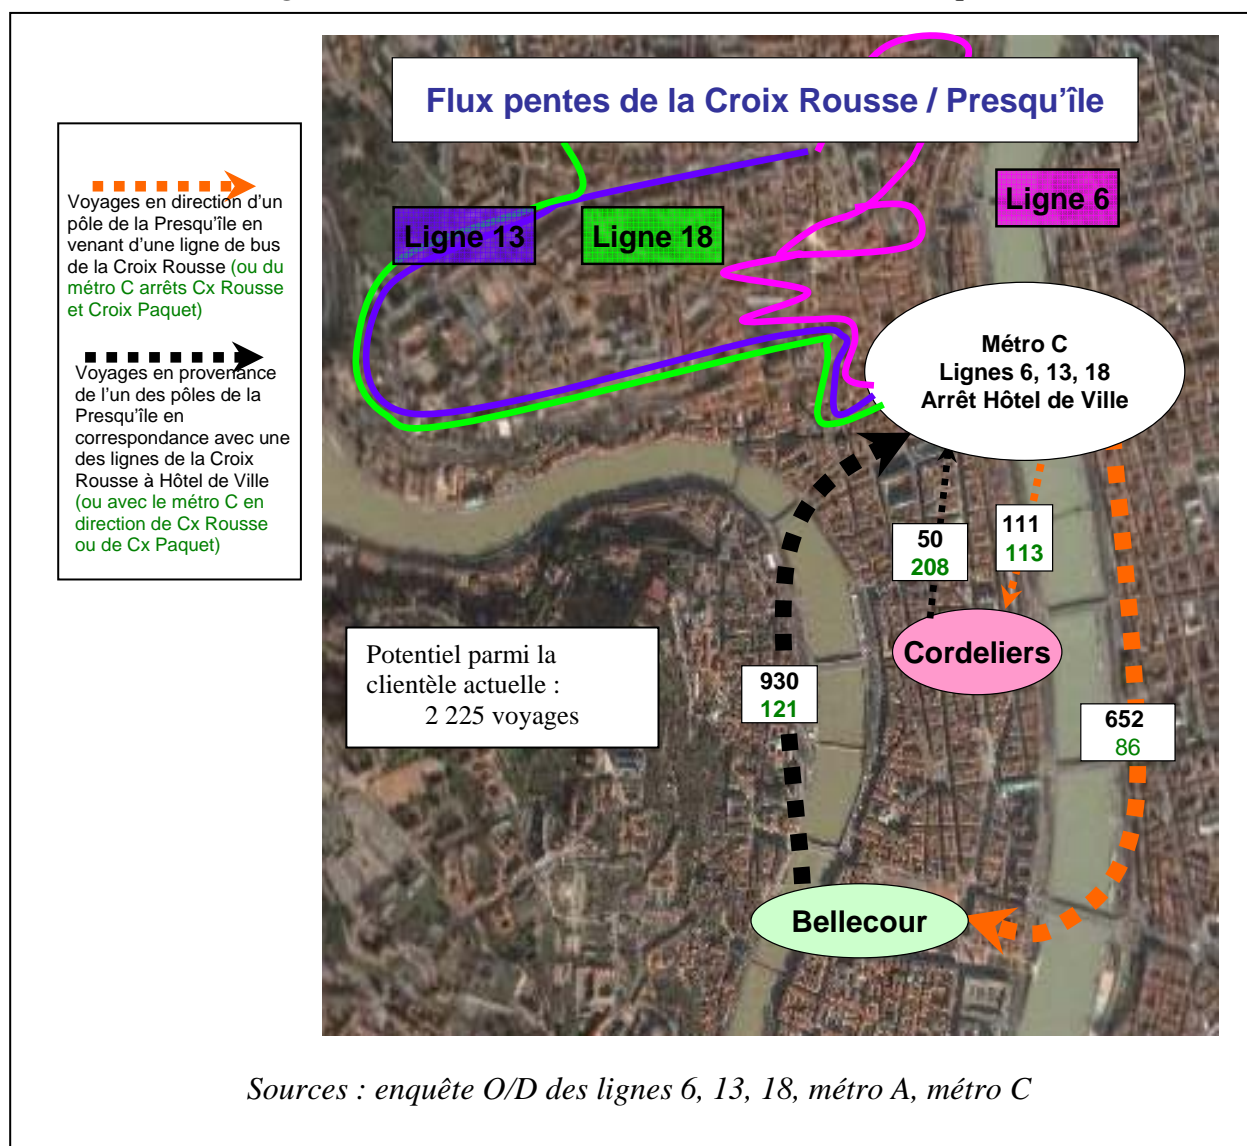 Flux pentes de la Croix Rousse / Presqu’île
Voyages en direction d’un
pôle de la Presqu’île en
venant d’une ligne de bus
de la Croix Rousse (ou du
métro C arrêts Cx Rousse
et Croix Paquet)
Voyages en provenance
de l’un des pôles de la
Presqu’île en
correspondance avec une
des lignes de la Croix
Rousse à Hôtel de Ville
(ou avec le métro C en
direction de Cx Rousse
ou de Cx Paquet)
Ligne 13
Ligne 18
Ligne 6
Métro C
Lignes 6, 13, 18
Arrêt Hôtel de Ville
50
208
111
113
Cordeliers
Potentiel parmi la
clientèle actuelle :
2 225 voyages
930
121
652
86
Bellecour
Sources : enquête O/D des lignes 6, 13, 18, métro A, métro C